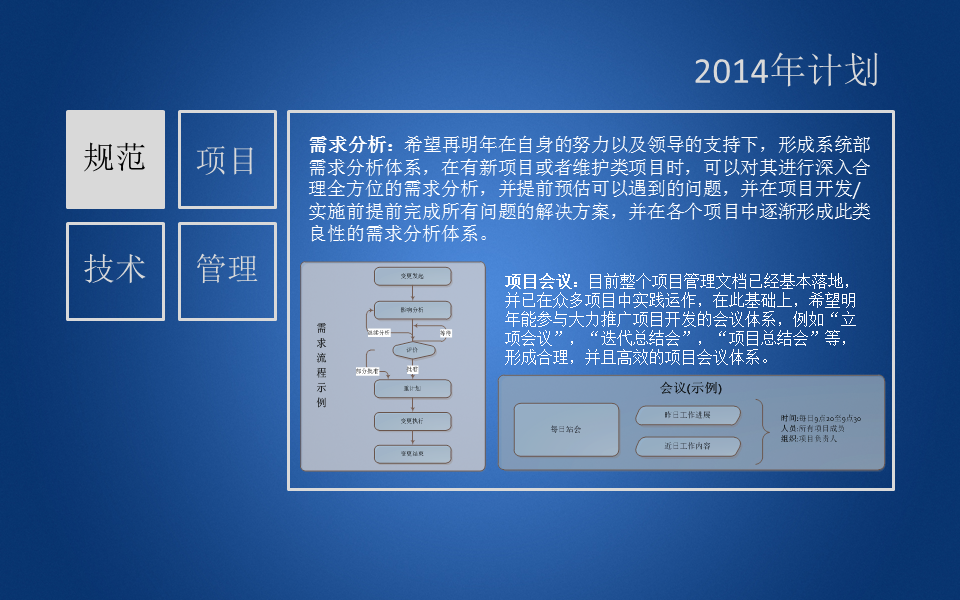 2014年计划
规范
项目
技术
管理
需求分析：希望再明年在自身的努力以及领导的支持下，形成系统部
需求分析体系，在有新项目或者维护类项目时，可以对其进行深入合
理全方位的需求分析，并提前预估可以遇到的问题，并在项目开发/
实施前提前完成所有问题的解决方案，并在各个项目中逐渐形成此类
良性的需求分析体系。
需求流程示例
变更发起
影响分析
继续分析
等待
评价
部分批准
批准
重计划
变更执行
变更结束
项目会议：目前整个项目管理文档已经基本落地，
并已在众多项目中实践运作，在此基础上，希望明
年能参与大力推广项目开发的会议体系，例如“立
项会议”，“迭代总结会”，“项目总结会”等，
形成合理，并且高效的项目会议体系。
会议(示例)
每日站会
昨日工作进展
近日工作内容
时间:每日9点20至9点30
人员:所有项目成员
组织:项目负责人